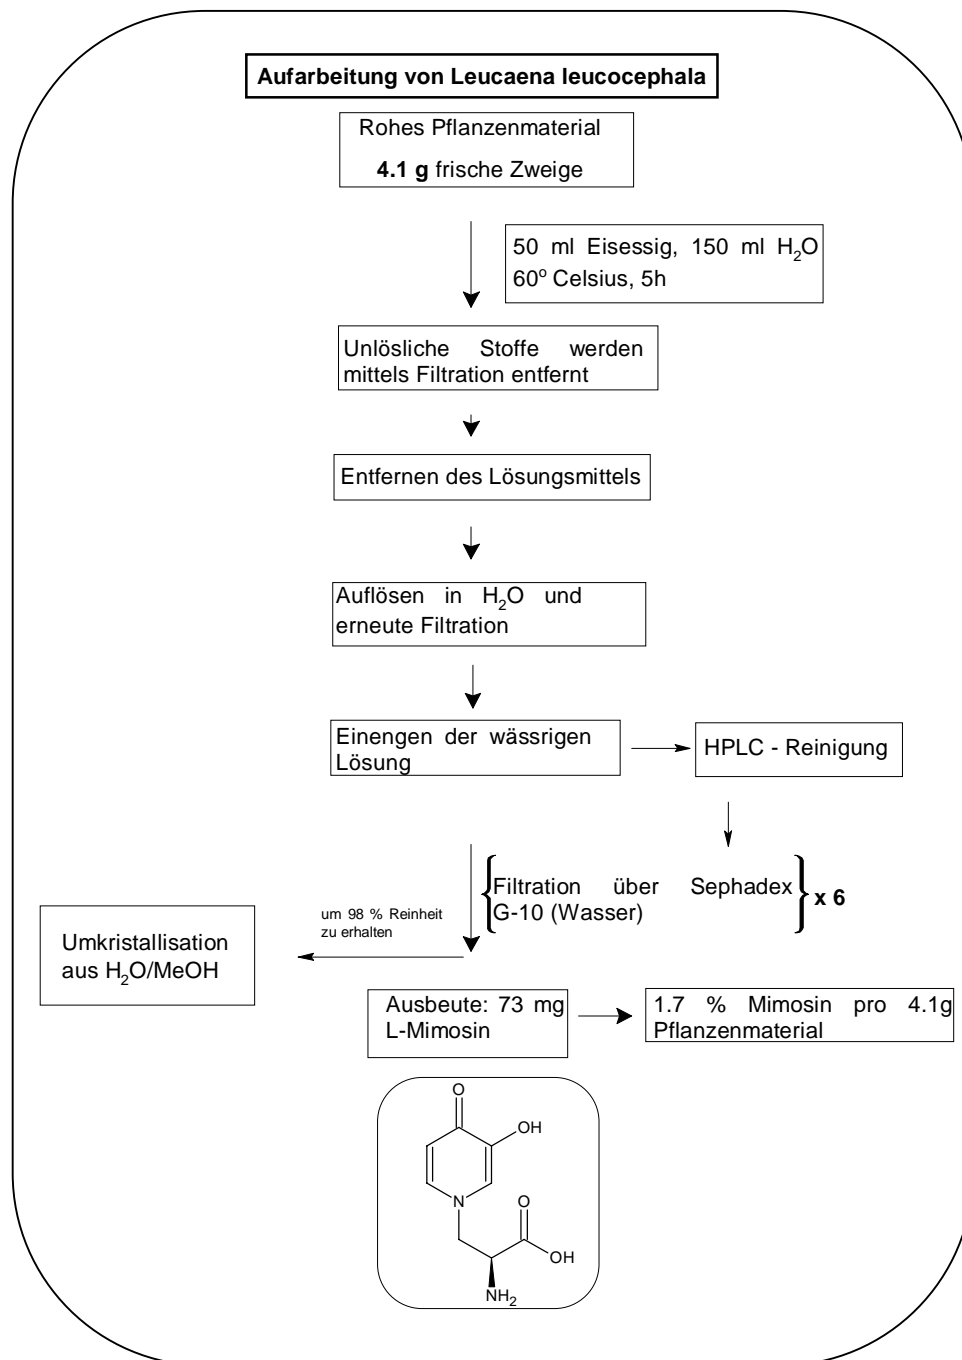 Aufarbeitung von Leucaena leucocephala
Rohes Pflanzenmaterial
4.1 g frische Zweige
50 ml Eisessig, 150 ml H₂O
60° Celsius, 5h
Unlösliche Stoffe werden
mittels Filtration entfernt
Entfernen des Lösungsmittels
Auflösen in H₂O und
erneute Filtration
Einengen der wässrigen
Lösung
HPLC - Reinigung
Filtration über Sephadex
G-10 (Wasser)
x 6
um 98 % Reinheit
zu erhalten
Umkristallisation
aus H₂O/MeOH
Ausbeute: 73 mg
L-Mimosin
1.7 % Mimosin pro 4.1g
Pflanzenmaterial
O
OH
N
O
OH
NH₂